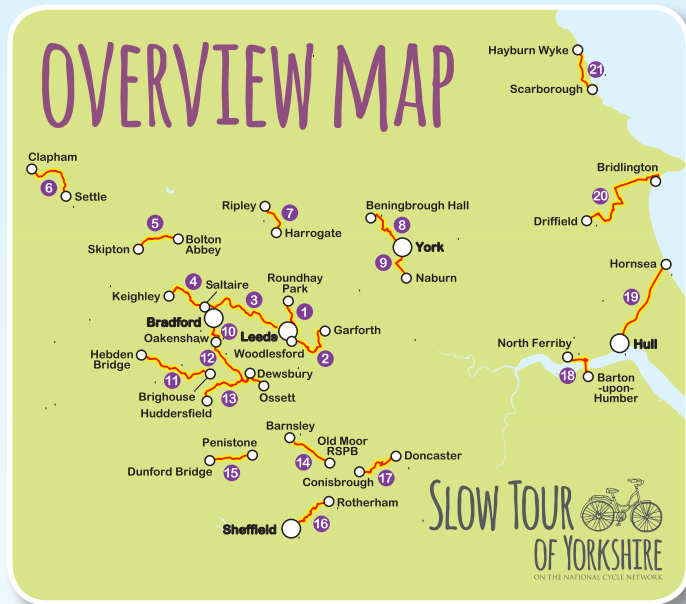 OVERVIEW MAP
Hayburn Wyke
21
Scarborough
Clapham
6
Settle
Bridlington
20
Driffield
Ripley
7
Harrogate
Beningbrough Hall
8
York
9
Naburn
5
Skipton
Bolton
Abbey
Hornsea
19
Hull
4
Saltaire
Keighley
3
Roundhay
Park
1
Bradford
10
Leeds
Garforth
Oakenshaw
Woodlesford
2
North Ferriby
18
Barton
-upon-
Humber
Hebden
Bridge
12
11
Dewsbury
Brighouse
13
Ossett
Huddersfield
Barnsley
Old Moor
RSPB
14
Penistone
Dunford Bridge
15
Doncaster
Conisbrough
17
Rotherham
16
Sheffield
SLOW TOUR
OF YORKSHIRE
ON THE NATIONAL CYCLE NETWORK